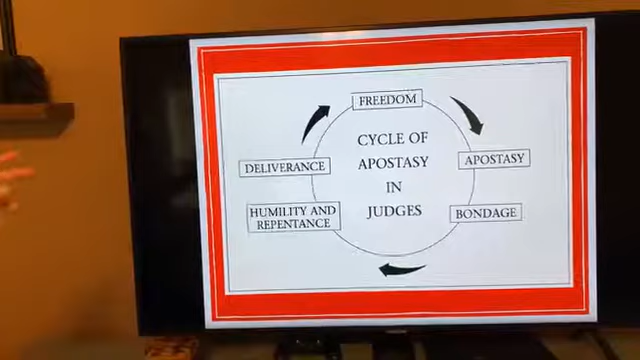 FREEDOM
CYCLE OF
APOSTASY
IN
JUDGES
APOSTASY
BONDAGE
HUMILITY AND
REPENTANCE
DELIVERANCE